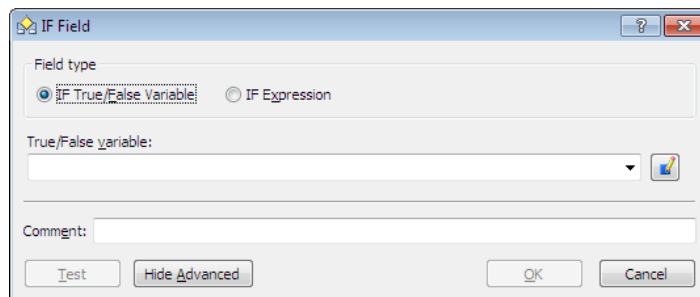 IF Field
Field type
IF True/False Variable IF Expression
True/False variable:
Comment:
Test Hide Advanced OK Cancel